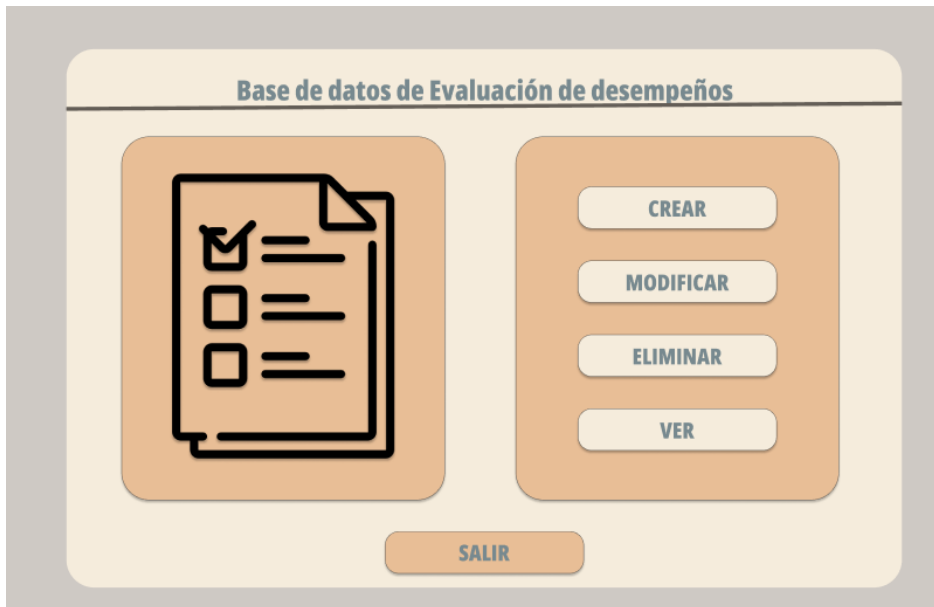 Base de datos de Evaluación de desempeños
CREAR
MODIFICAR
ELIMINAR
VER
SALIR